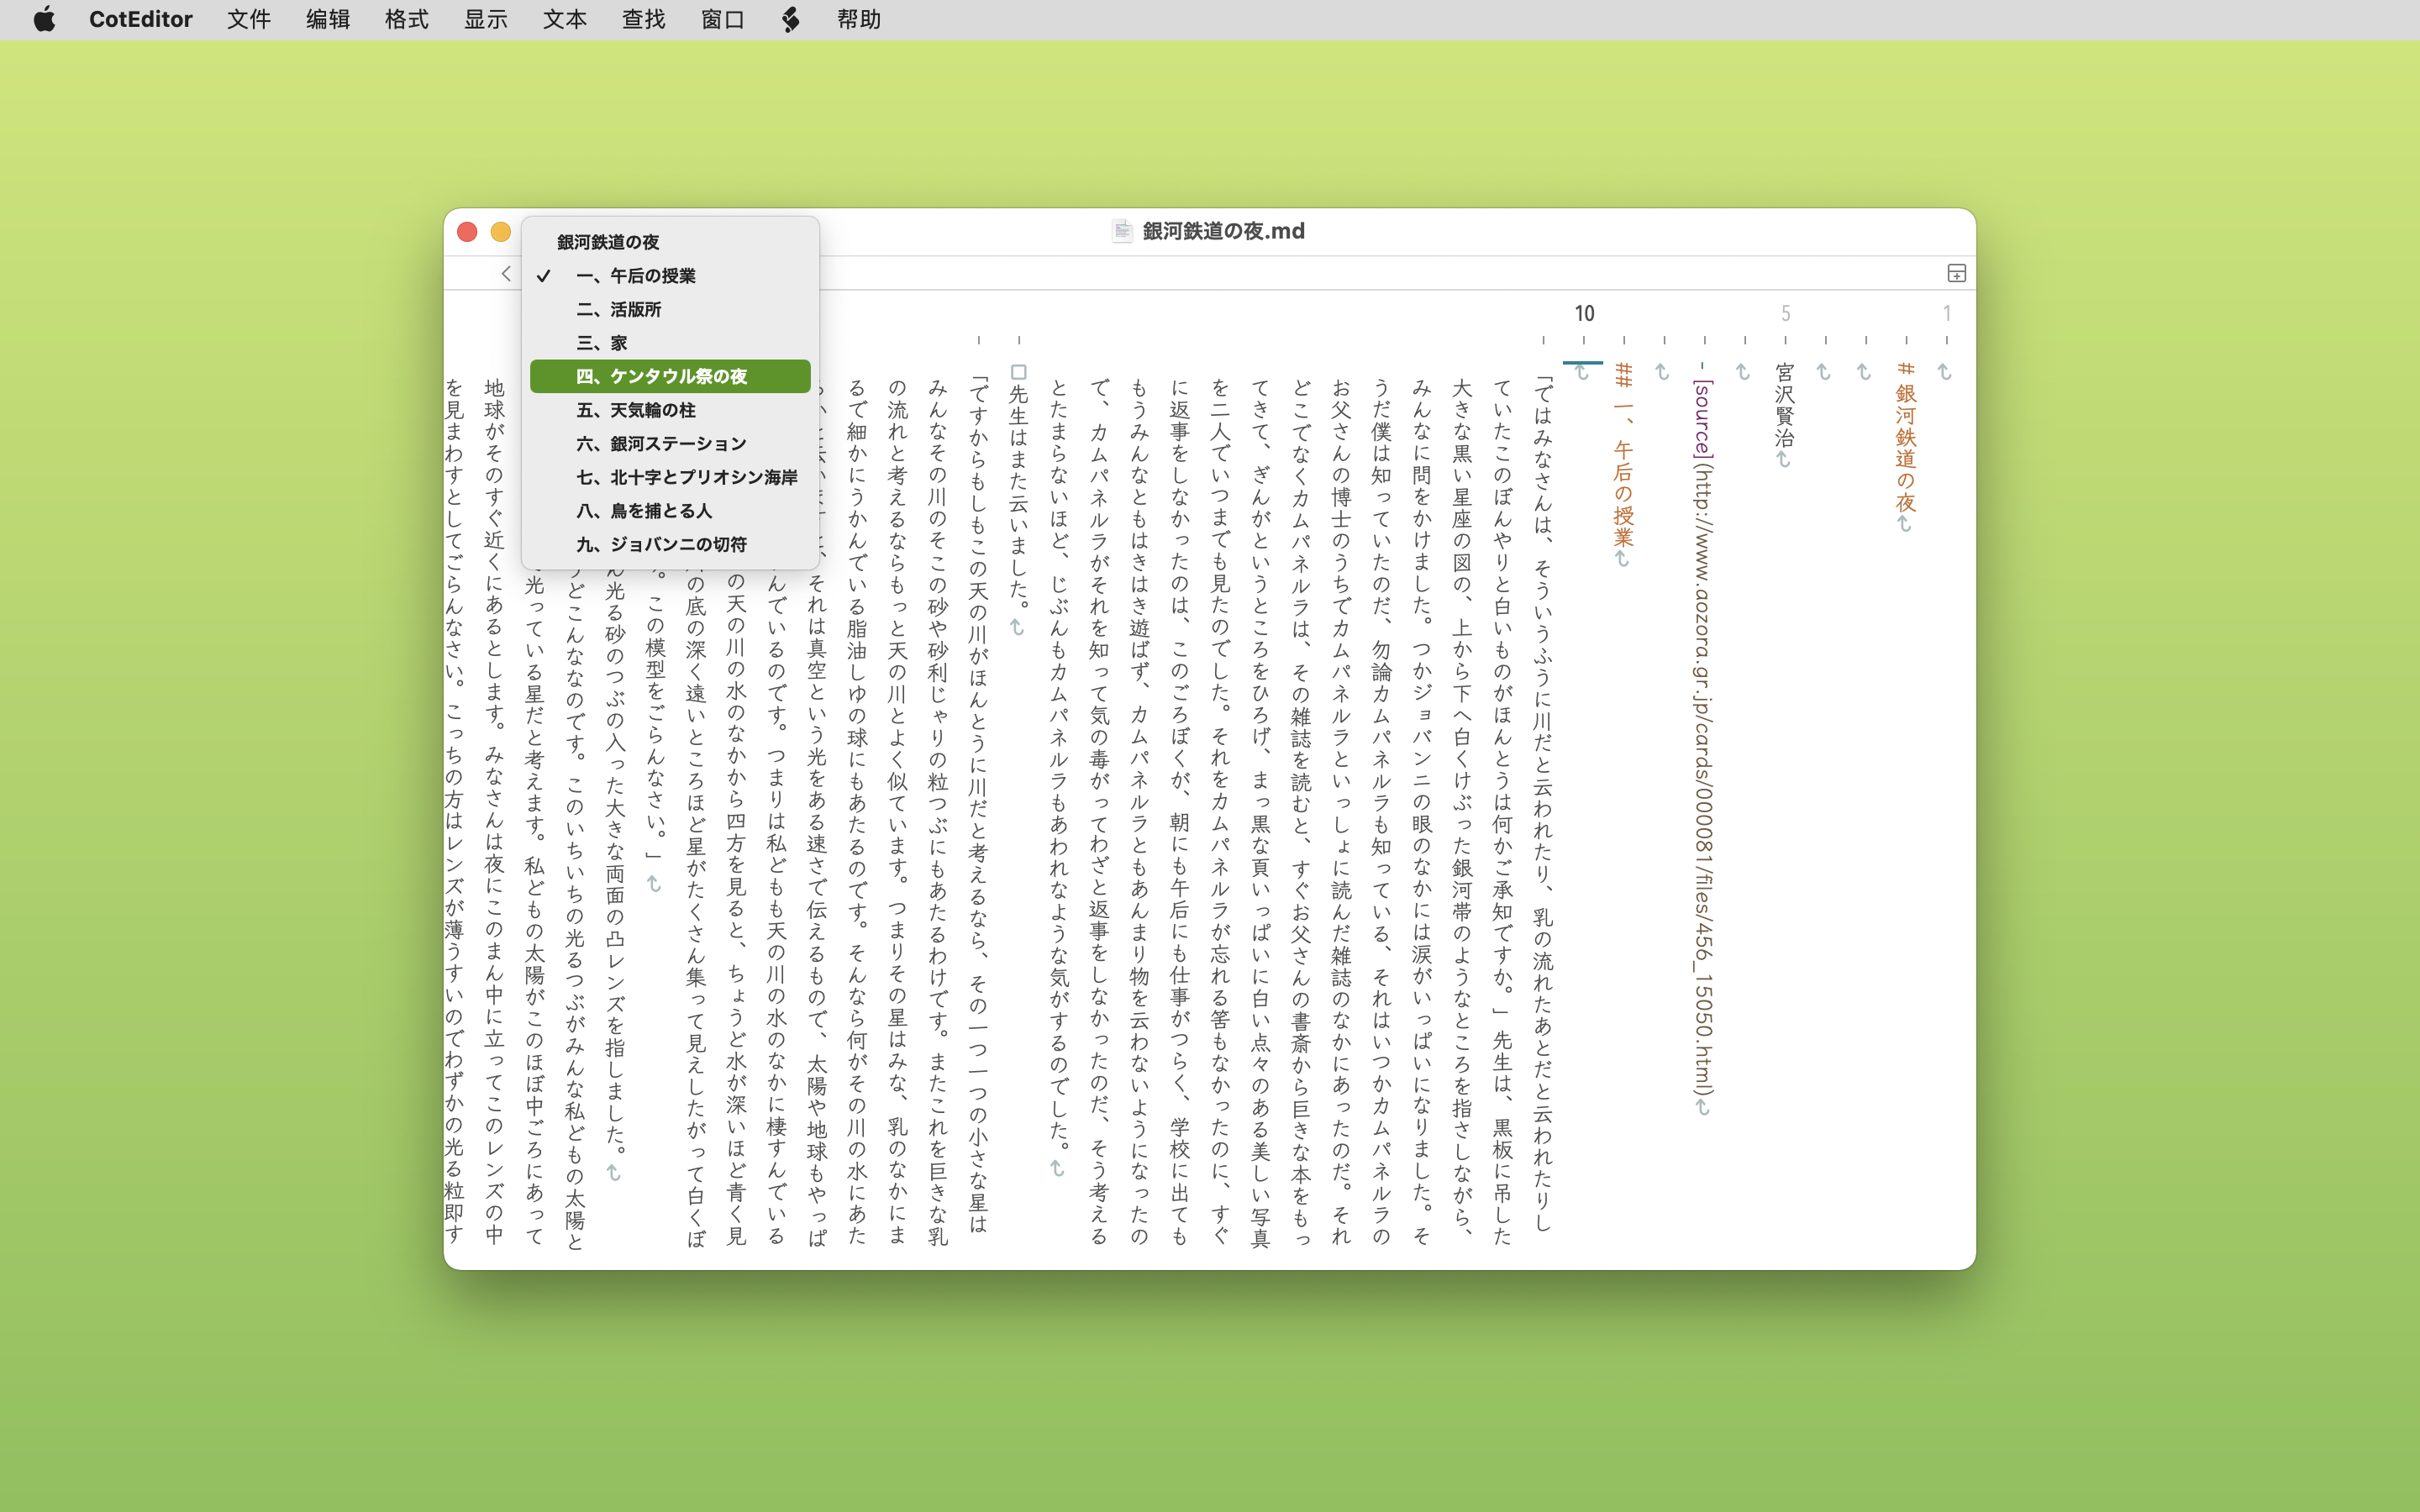 CotEditor 文件 编辑 格式 显示 文本 查找 窗口 帮助
銀河鉄道の夜.md
銀河鉄道の夜
一、午后の授業
二、活版所
三、家
四、ケンタウル祭の夜
五、天気輪の柱
六、銀河ステーション
七、北十字とプリオシン海岸
八、鳥を捕とる人
九、ジョバンニの切符
1
5
10
# 銀河鉄道の夜
宮沢賢治
- [source](http://www.aozora.gr.jp/cards/000081/files/456_15050.html)
## 一、午后の授業
「ではみなさんは、そういうふうに川だと云われたり、乳の流れたあとだと云われたりし
ていたこのぼんやりと白いものがほんとうは何かご承知ですか。」先生は、黒板に吊した
大きな黒い星座の図の、上から下へ白くけぶった銀河帯のようなところを指さしながら、
みんなに問をかけました。つかジョバンニの眼のなかには涙がいっぱいになりました。そ
うだ僕は知っていたのだ、勿論カムパネルラも知っている、それはいつかカムパネルラの
お父さんの博士のうちでカムパネルラといっしょに読んだ雑誌のなかにあったのだ。それ
どこでなくカムパネルラは、その雑誌を読むと、すぐお父さんの書斎から巨きな本をもっ
てきて、ぎんがというところをひろげ、まっ黒な頁いっぱいに白い点々のある美しい写真
を二人でいつまでも見たのでした。それをカムパネルラが忘れる筈もなかったのに、すぐ
に返事をしなかったのは、このごろぼくが、朝にも午后にも仕事がつらく、学校に出ても
もうみんなともはきはき遊ばず、カムパネルラともあんまり物を云わないようになったの
で、カムパネルラがそれを知って気の毒がってわざと返事をしなかったのだ、そう考える
とたまらないほど、じぶんもカムパネルラもあわれなような気がするのでした。
先生はまた云いました。
「ですからもしもこの天の川がほんとうに川だと考えるなら、その一つ一つの小さな星は
みんなその川のそこの砂や砂利じゃりの粒つぶにもあたるわけです。またこれを巨きな乳
の流れと考えるならもっと天の川とよく似ています。つまりその星はみな、乳のなかにま
るで細かにうかんでいる脂油しゆの球にもあたるのです。そんなら何がその川の水にあた
それは真空という光をある速さで伝えるもので、太陽や地球もやっぱ
んでいるのです。つまりは私どもも天の川の水のなかに棲すんでいる
の天の川の水のなかから四方を見ると、ちょうど水が深いほど青く見
の底の深く遠いところほど星がたくさん集って見えしたがって白くぼ
。この模型をごらんなさい。」
ん光る砂のつぶの入った大きな両面の凸レンズを指しました。
うどこんななのです。このいちいちの光るつぶがみんな私どもの太陽と
光っている星だと考えます。私どもの太陽がこのほぼ中ごろにあって
地球がそのすぐ近くにあるとします。みなさんは夜にこのまん中に立ってこのレンズの中
を見まわすとしてごらんなさい。こっちの方はレンズが薄うすいのでわずかの光る粒即す